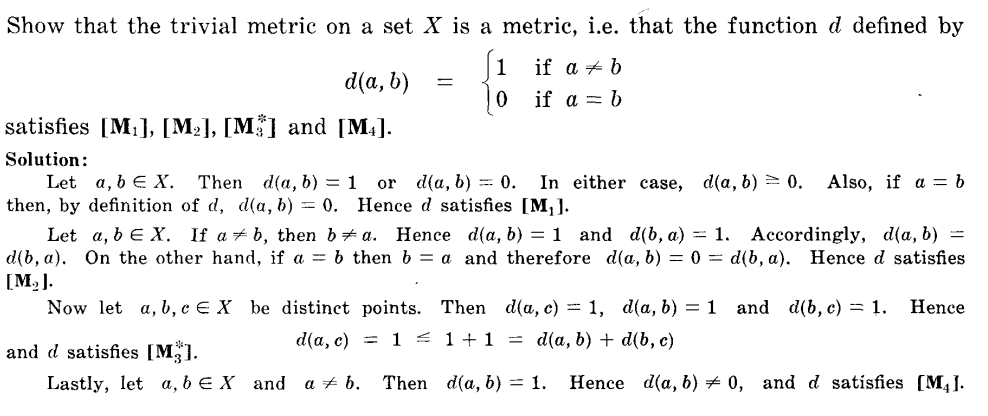 Show that the trivial metric on a set X is a metric, i.e. that the function d defined by
d(a, b) = { 1 if a ≠ b
0 if a = b
satisfies [M₁], [M₂], [M₃*] and [M₄].
Solution:
Let a, b ∈ X. Then d(a, b) = 1 or d(a, b) = 0. In either case, d(a, b) ≥ 0. Also, if a = b
then, by definition of d, d(a, b) = 0. Hence d satisfies [M₁].
Let a, b ∈ X. If a ≠ b, then b ≠ a. Hence d(a, b) = 1 and d(b, a) = 1. Accordingly, d(a, b) =
d(b, a). On the other hand, if a = b then b = a and therefore d(a, b) = 0 = d(b, a). Hence d satisfies
[M₂].
Now let a, b, c ∈ X be distinct points. Then d(a, c) = 1, d(a, b) = 1 and d(b, c) = 1. Hence
d(a, c) = 1 ≤ 1 + 1 = d(a, b) + d(b, c)
and d satisfies [M₃*].
Lastly, let a, b ∈ X and a ≠ b. Then d(a, b) = 1. Hence d(a, b) ≠ 0, and d satisfies [M₄].